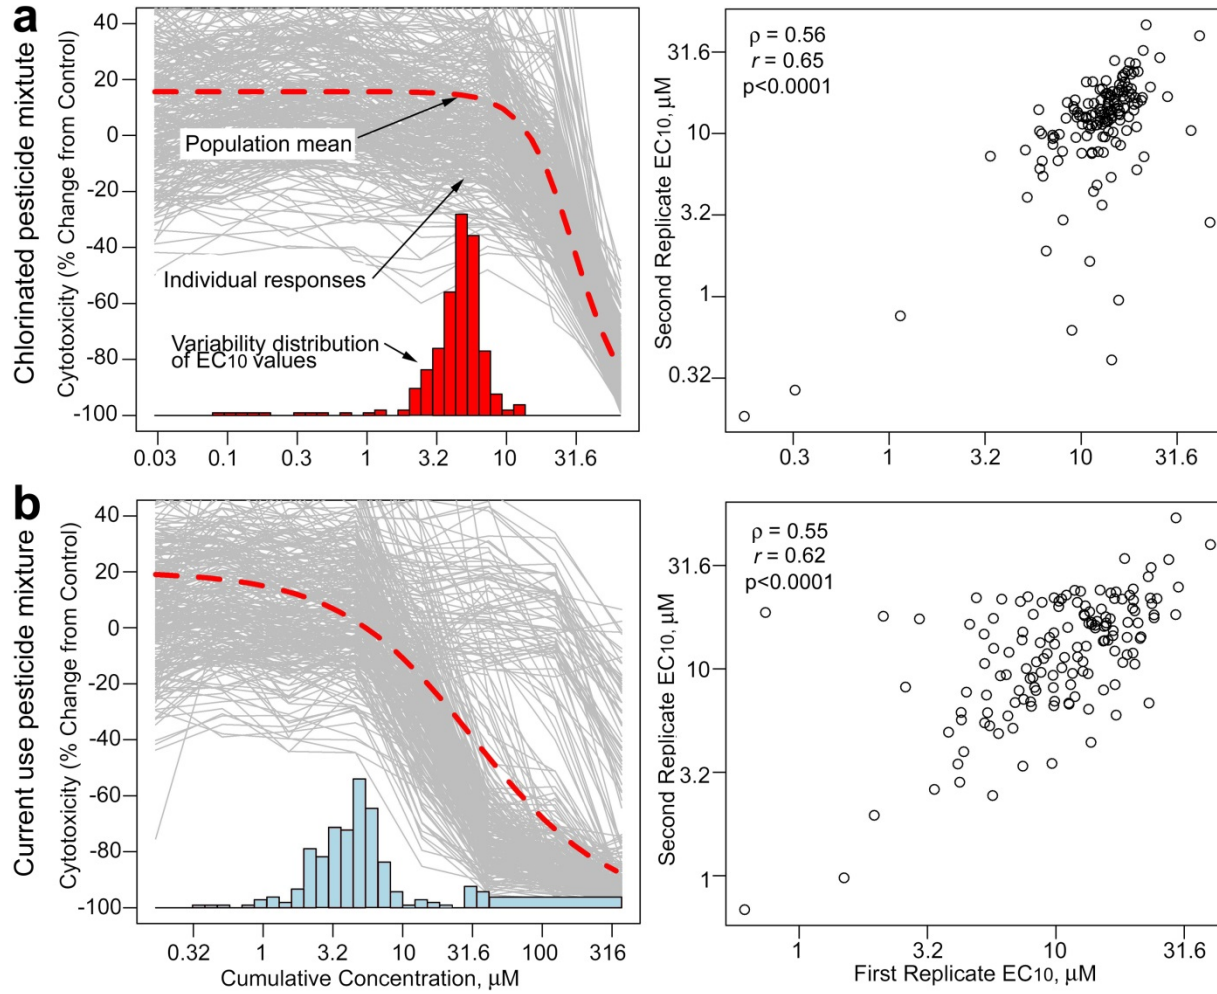 a
Chlorinated pesticide mixtute
Cytotoxicity (% Change from Control)
40
20
0
-20
-40
-60
-80
-100
Population mean
Individual responses
Variability distribution
of EC10 values
0.03 0.1 0.3 1 3.2 10 31.6
Second Replicate EC10, µM
31.6
10
3.2
1
0.32
ρ = 0.56
r = 0.65
p<0.0001
0.3 1 3.2 10 31.6
b
Current use pesticide mixture
Cytotoxicity (% Change from Control)
40
20
0
-20
-40
-60
-80
-100
0.32 1 3.2 10 31.6 100 316
Cumulative Concentration, µM
Second Replicate EC10, µM
31.6
10
3.2
1
ρ = 0.55
r = 0.62
p<0.0001
1 3.2 10 31.6
First Replicate EC10, µM